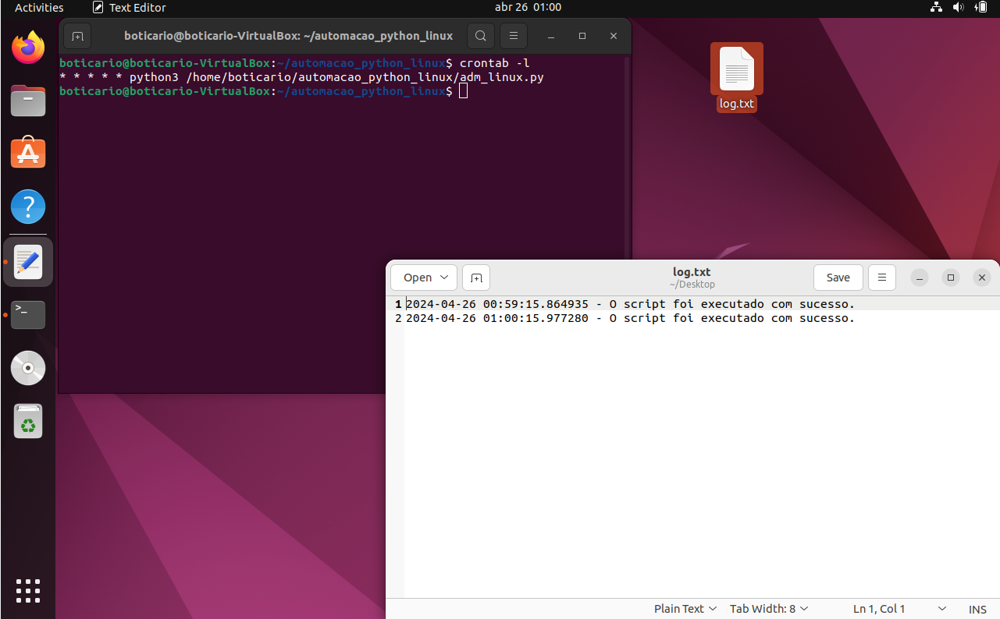 Activities Text Editor abr 26 01:00
boticario@boticario-VirtualBox: ~/automacao_python_linux
boticario@boticario-VirtualBox:~/automacao_python_linux$ crontab -l
* * * * * python3 /home/boticario/automacao_python_linux/adm_linux.py
boticario@boticario-VirtualBox:~/automacao_python_linux$
log.txt
Open log.txt Save
~/Desktop
1 2024-04-26 00:59:15.864935 - O script foi executado com sucesso.
2 2024-04-26 01:00:15.977280 - O script foi executado com sucesso.
Plain Text Tab Width: 8 Ln 1, Col 1 INS